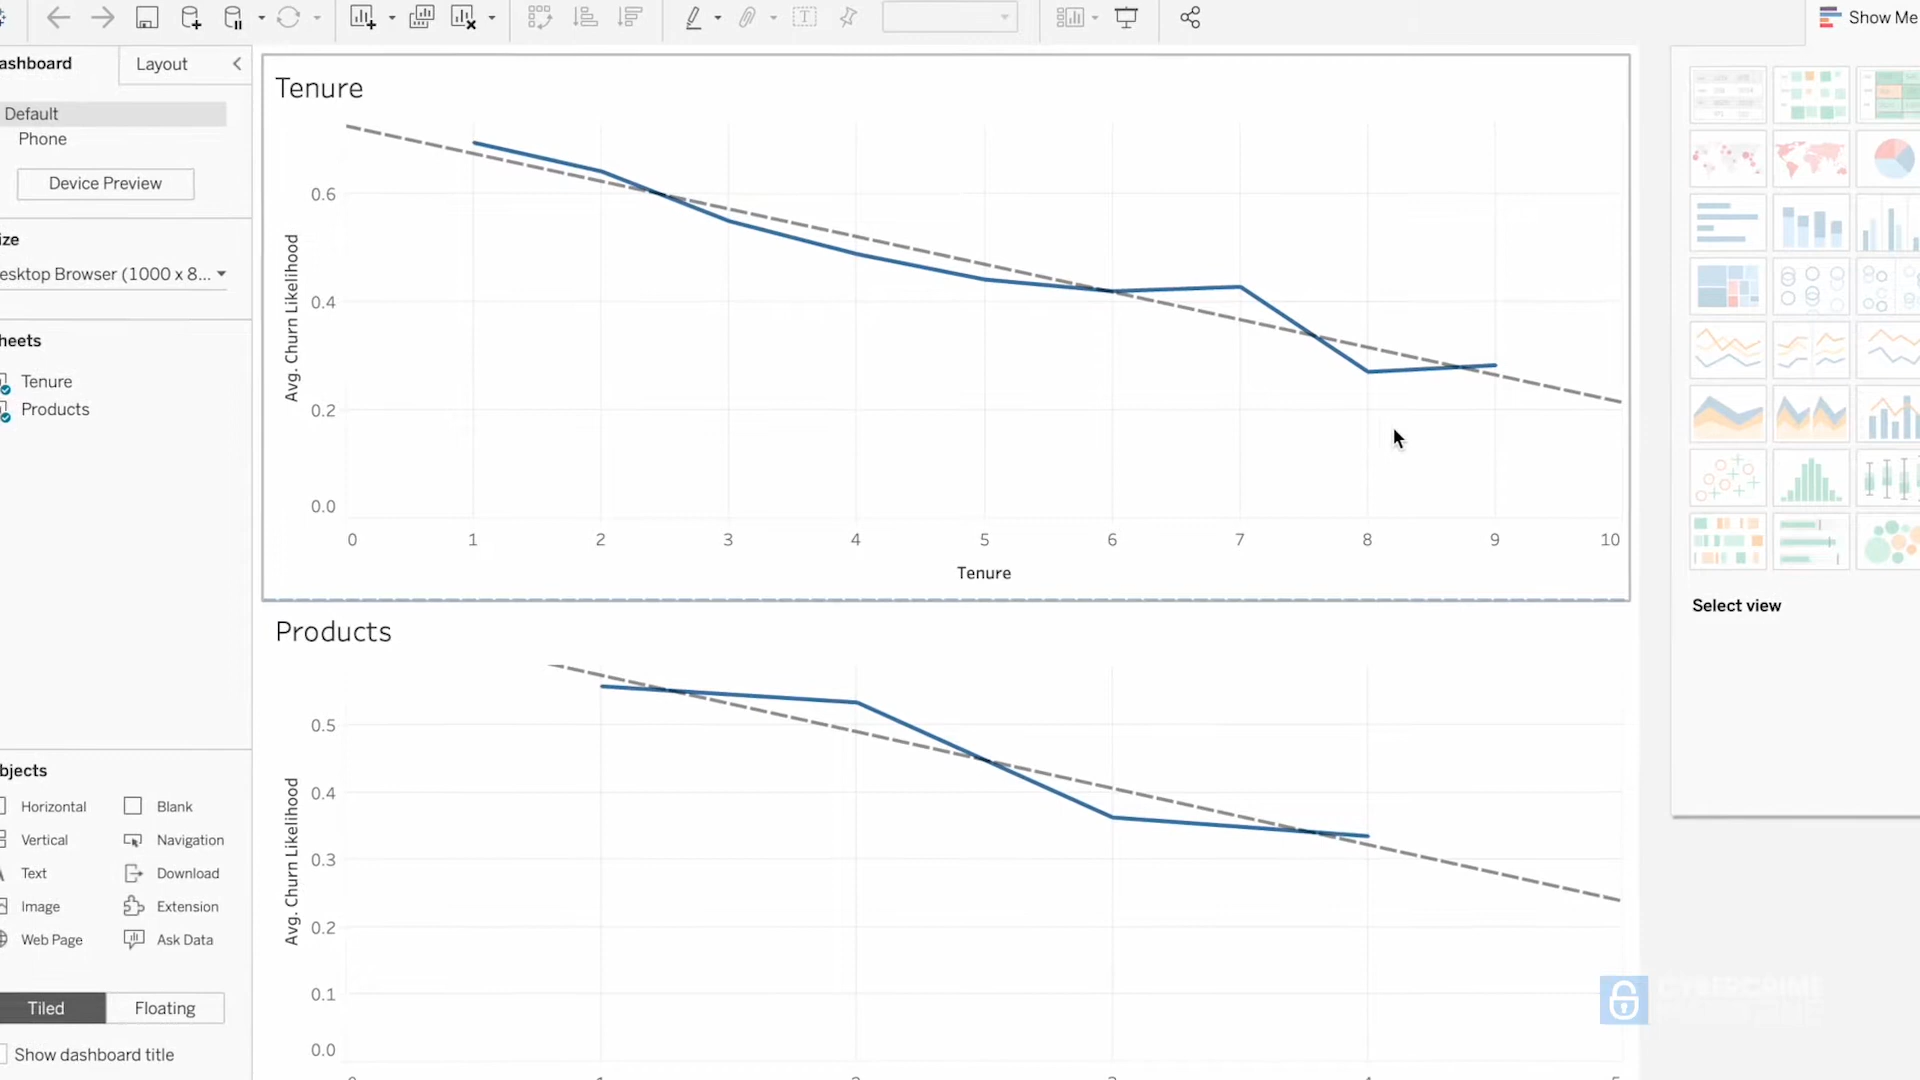 Show Me
ashboard
Layout
Default
Phone
Device Preview
ize
esktop Browser (1000 x 8...
heets
Tenure
Products
bjects
Horizontal
Blank
Vertical
Navigation
Text
Download
Image
Extension
Web Page
Ask Data
Tiled
Floating
Show dashboard title
Tenure
Avg. Churn Likelihood
0.6
0.4
0.2
0.0
0 1 2 3 4 5 6 7 8 9 10
Tenure
Products
Avg. Churn Likelihood
0.5
0.4
0.3
0.2
0.1
0.0
Select view
CYBERCRIME